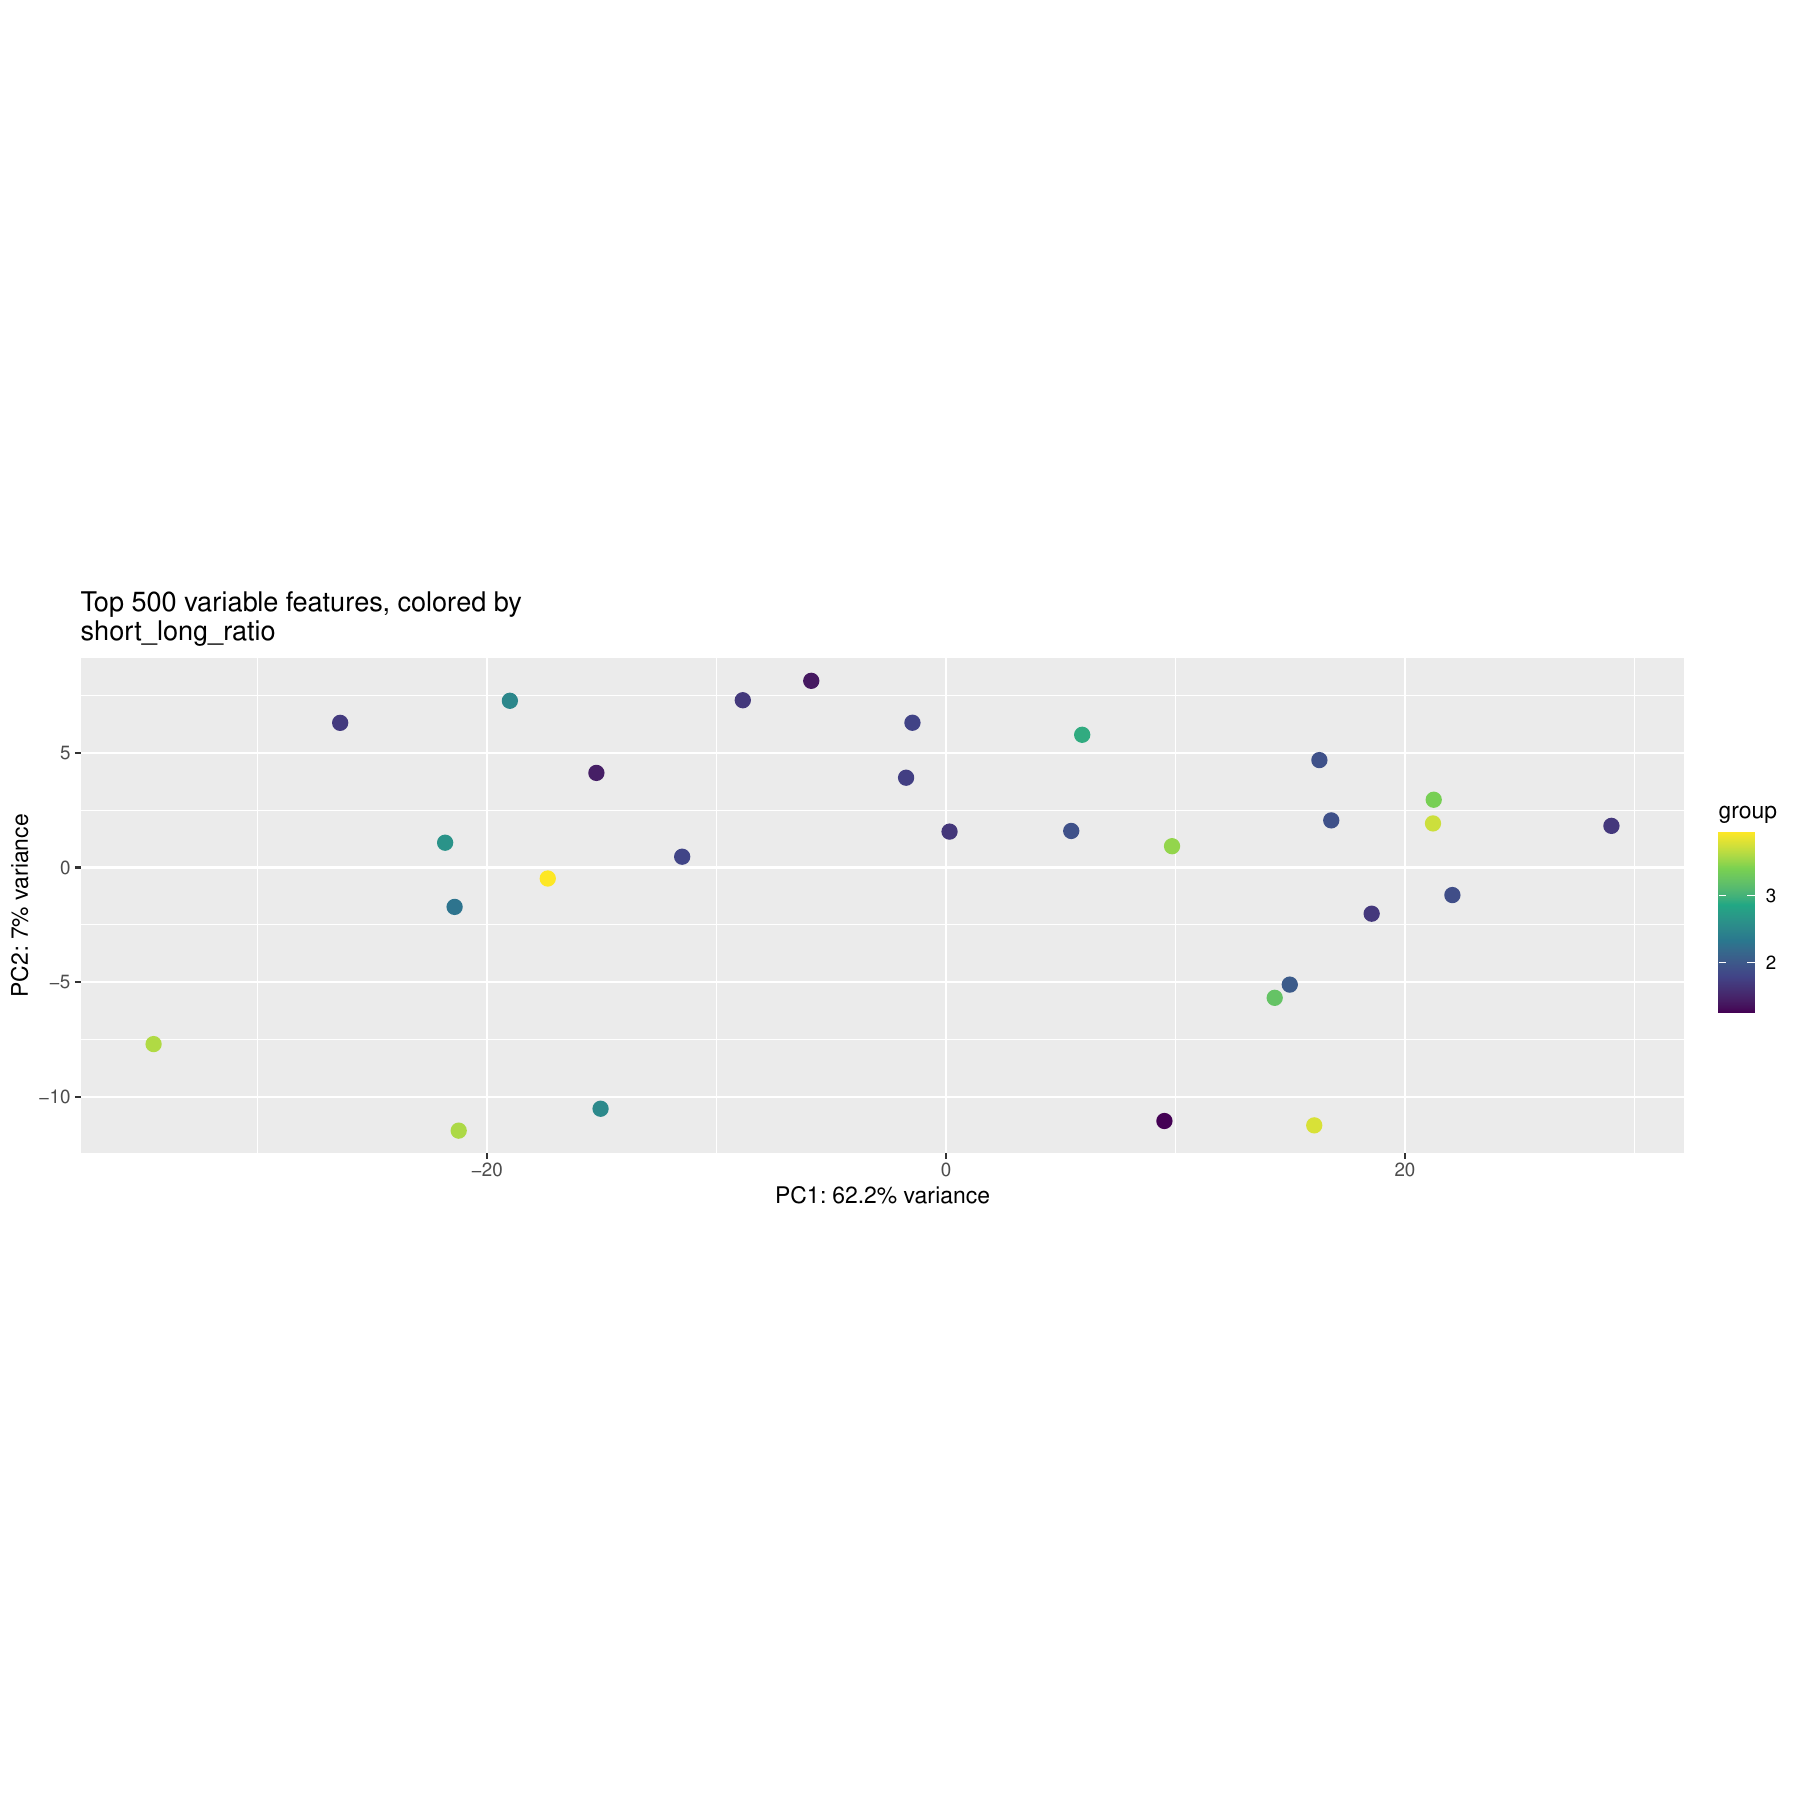 Top 500 variable features, colored by
short_long_ratio
5
0
−5
−10
PC2: 7% variance
−20
0
20
PC1: 62.2% variance
group
3
2